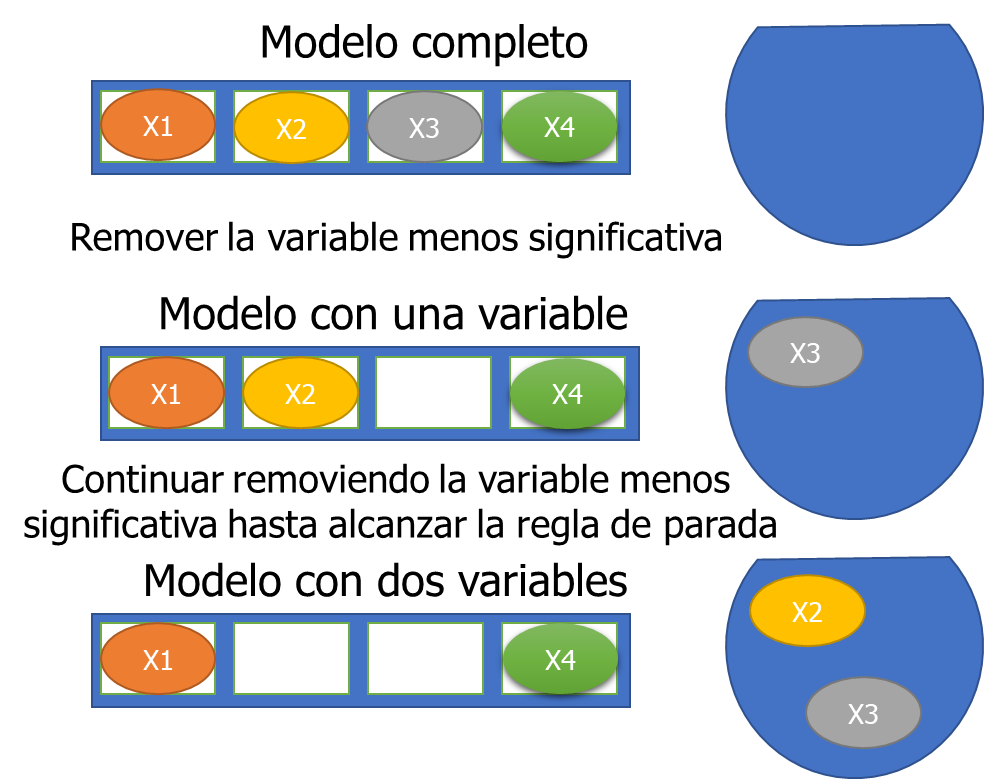 Modelo completo
X1 X2 X3 X4
Remover la variable menos significativa
Modelo con una variable
X1 X2 X4
X3
Continuar removiendo la variable menos
significativa hasta alcanzar la regla de parada
Modelo con dos variables
X1 X4
X2
X3